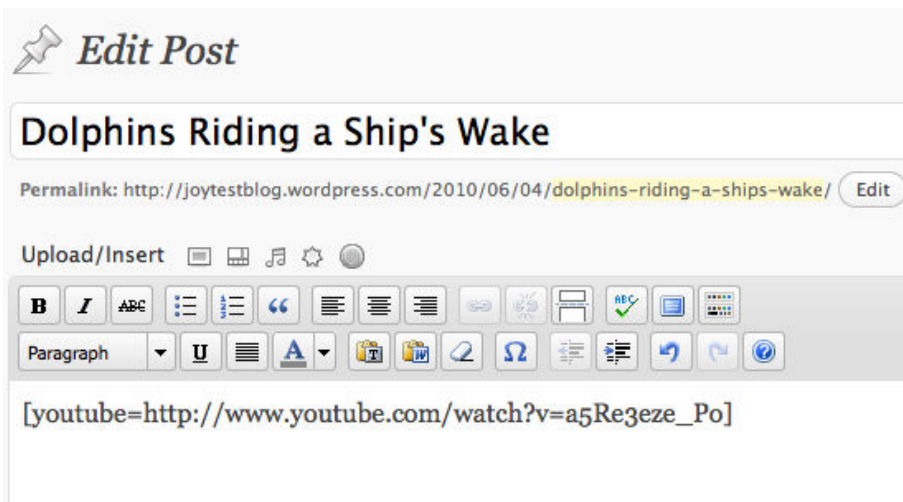 Edit Post
Dolphins Riding a Ship's Wake
Permalink: http://joytestblog.wordpress.com/2010/06/04/dolphins-riding-a-ships-wake/ Edit
Upload/Insert
B I ABC ABC
Paragraph U A T W Ω
[youtube=http://www.youtube.com/watch?v=a5Re3eze_Po]